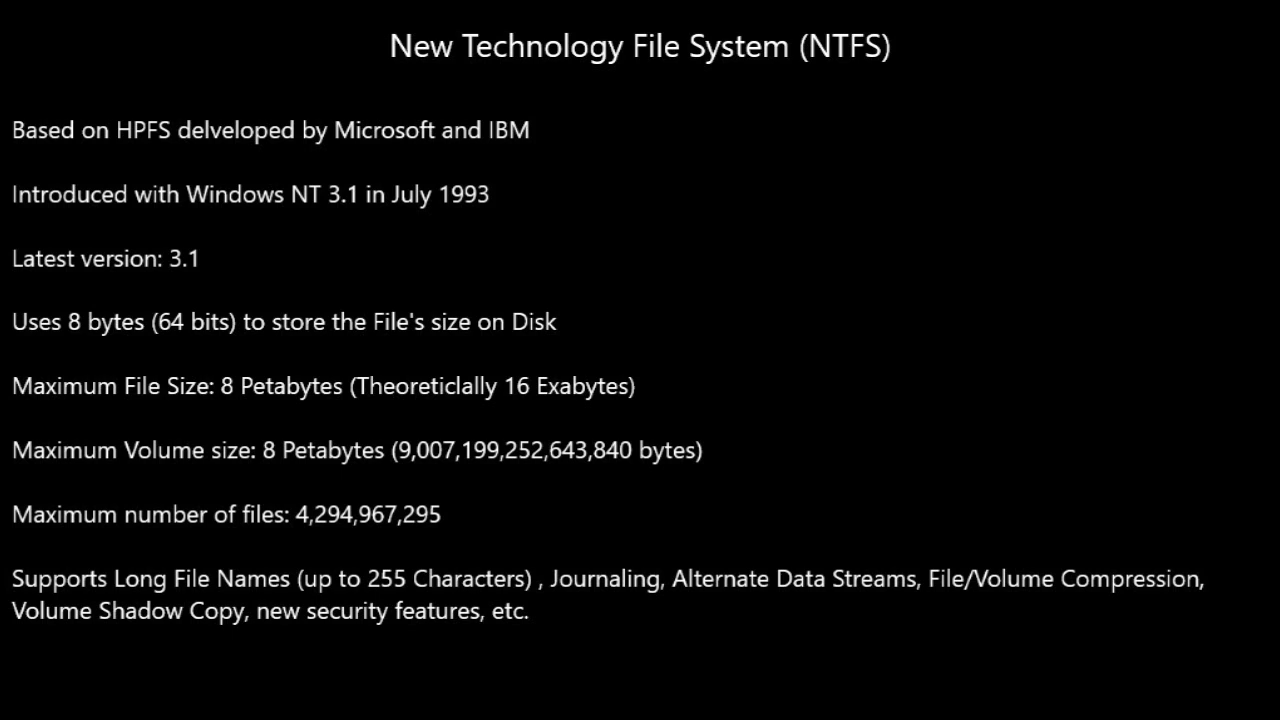 New Technology File System (NTFS)
Based on HPFS delveloped by Microsoft and IBM
Introduced with Windows NT 3.1 in July 1993
Latest version: 3.1
Uses 8 bytes (64 bits) to store the File's size on Disk
Maximum File Size: 8 Petabytes (Theoreticlally 16 Exabytes)
Maximum Volume size: 8 Petabytes (9,007,199,252,643,840 bytes)
Maximum number of files: 4,294,967,295
Supports Long File Names (up to 255 Characters) , Journaling, Alternate Data Streams, File/Volume Compression,
Volume Shadow Copy, new security features, etc.